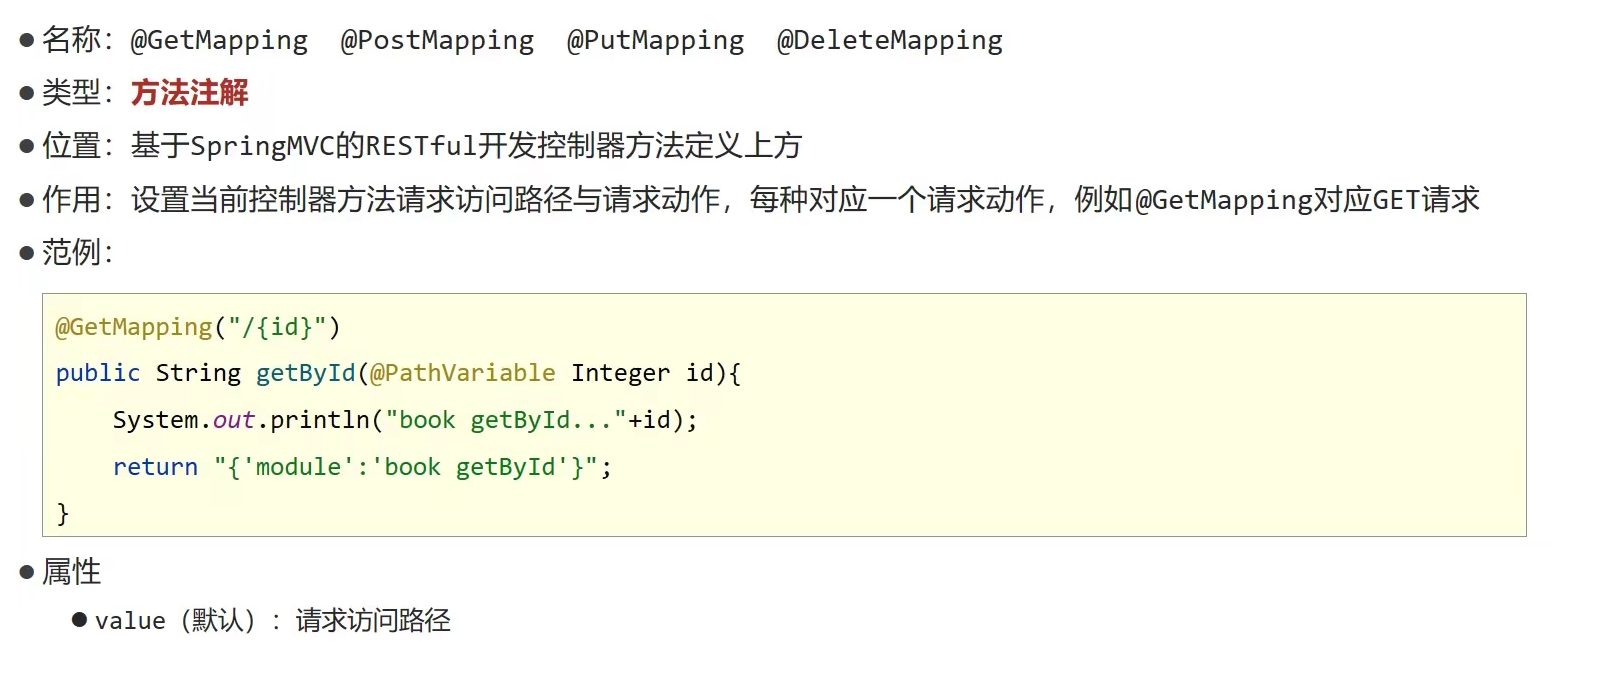 ● 名称：@GetMapping  @PostMapping  @PutMapping  @DeleteMapping
● 类型：方法注解
● 位置：基于SpringMVC的RESTful开发控制器方法定义上方
● 作用：设置当前控制器方法请求访问路径与请求动作，每种对应一个请求动作，例如@GetMapping对应GET请求
● 范例：
@GetMapping("/{id}")
public String getById(@PathVariable Integer id){
    System.out.println("book getById..."+id);
    return "{'module':'book getById'}";
}
● 属性
● value（默认）：请求访问路径